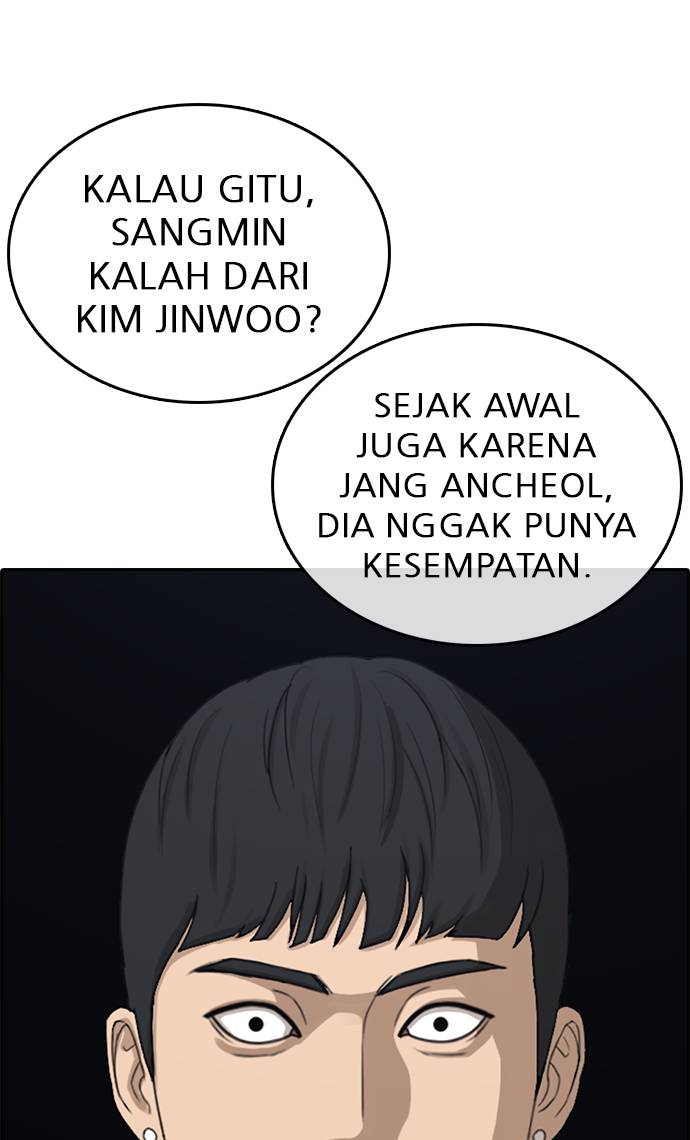 KALAU GITU,
SANGMIN
KALAH DARI
KIM JINWOO?
SEJAK AWAL
JUGA KARENA
JANG ANCHEOL,
DIA NGGAK PUNYA
KESEMPATAN.